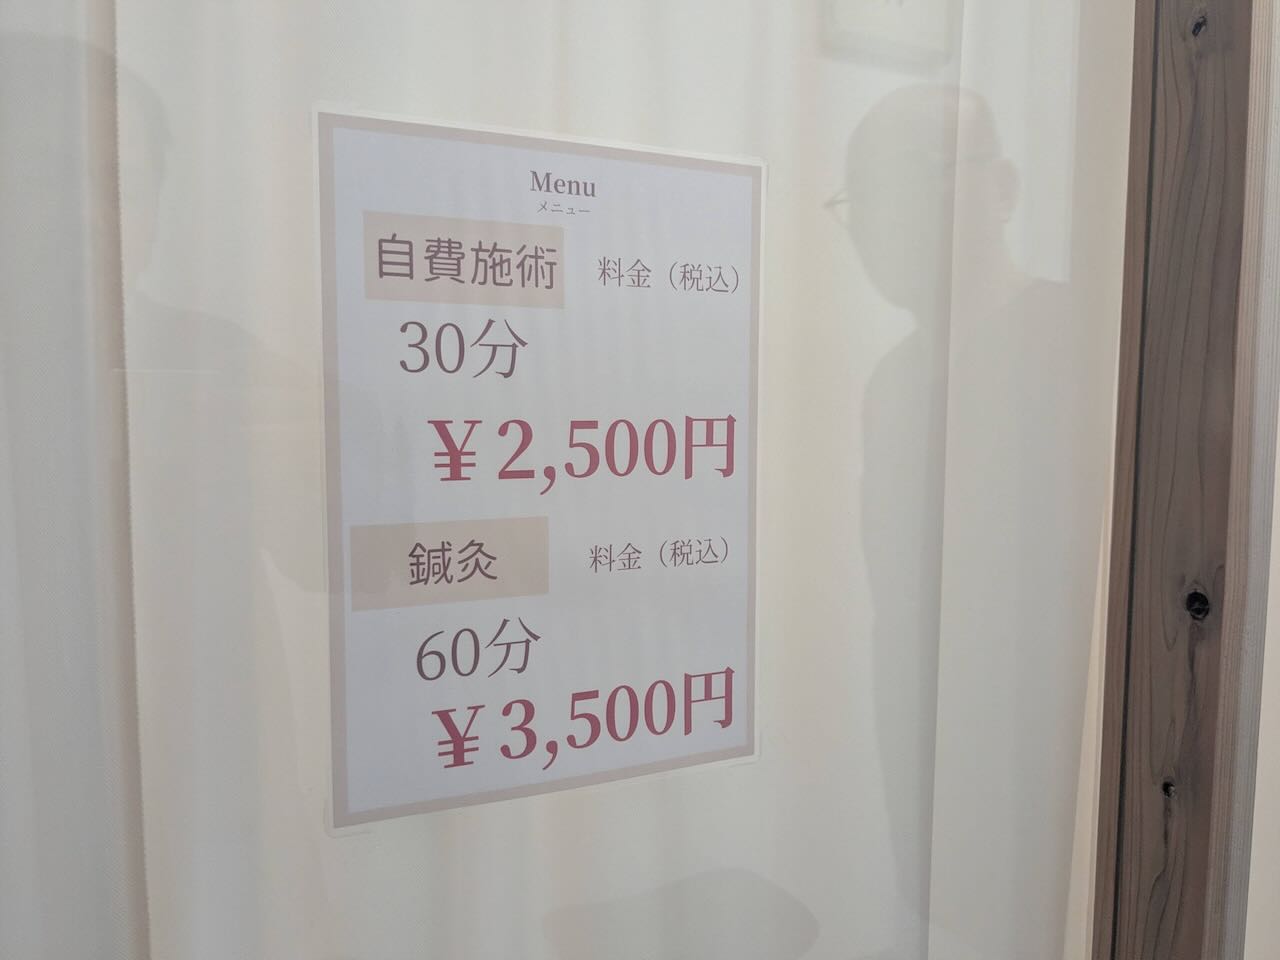 Menu
メニュー
自費施術 料金（税込）
30分
￥2,500円
鍼灸 料金（税込）
60分
￥3,500円